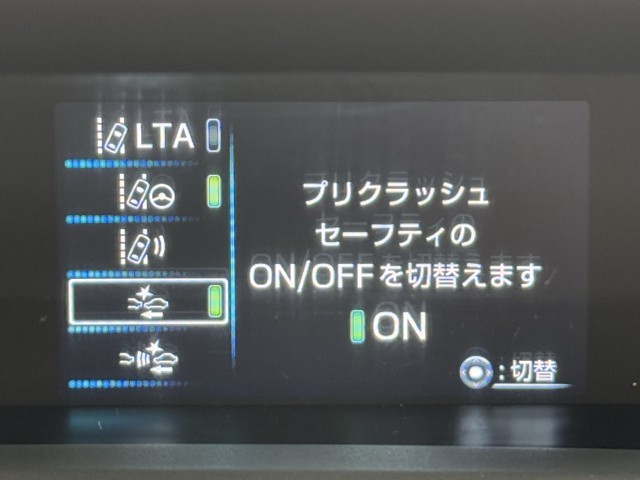 LTA
プリクラッシュ
セーフティの
ON/OFFを切替えます
ON
:切替